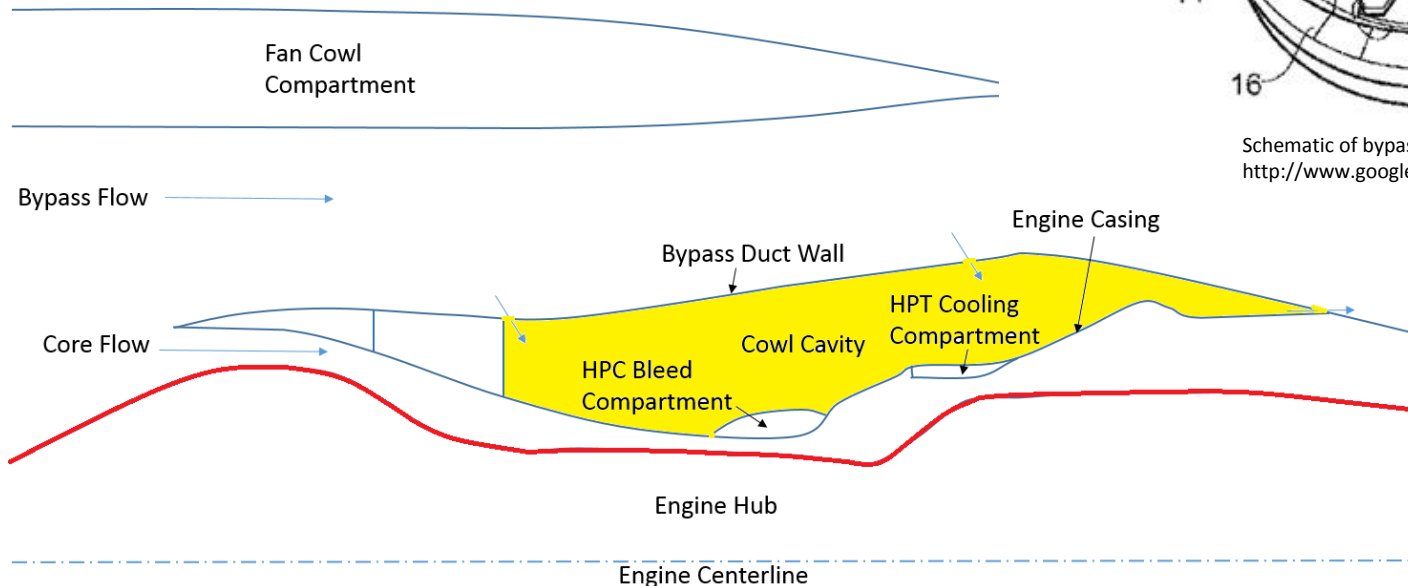 Fan Cowl
Compartment
16
Schematic of
http://www.google
Bypass Flow
Engine Casing
Bypass Duct Wall
HPT Cooling
Compartment
Core Flow
Cowl Cavity
HPC Bleed
Compartment
Engine Hub
Engine Centerline